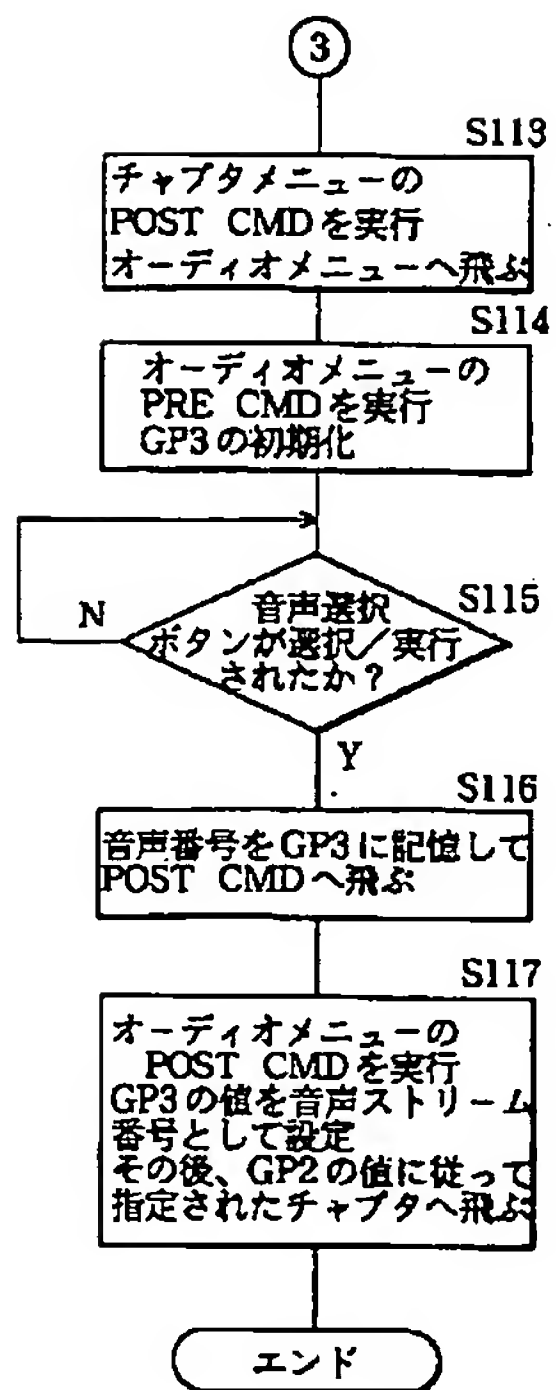 3
S113
チャプタメニューの
POST CMDを実行
オーディオメニューへ飛ぶ
S114
オーディオメニューの
PRE CMDを実行
GP3の初期化
S115
N
音声選択
ボタンが選択/実行
されたか?
Y
S116
音声番号をGP3に記憶して
POST CMDへ飛ぶ
S117
オーディオメニューの
POST CMDを実行
GP3の値を音声ストリーム
番号として設定
その後、GP2の値に従って
指定されたチャプタへ飛ぶ
エンド